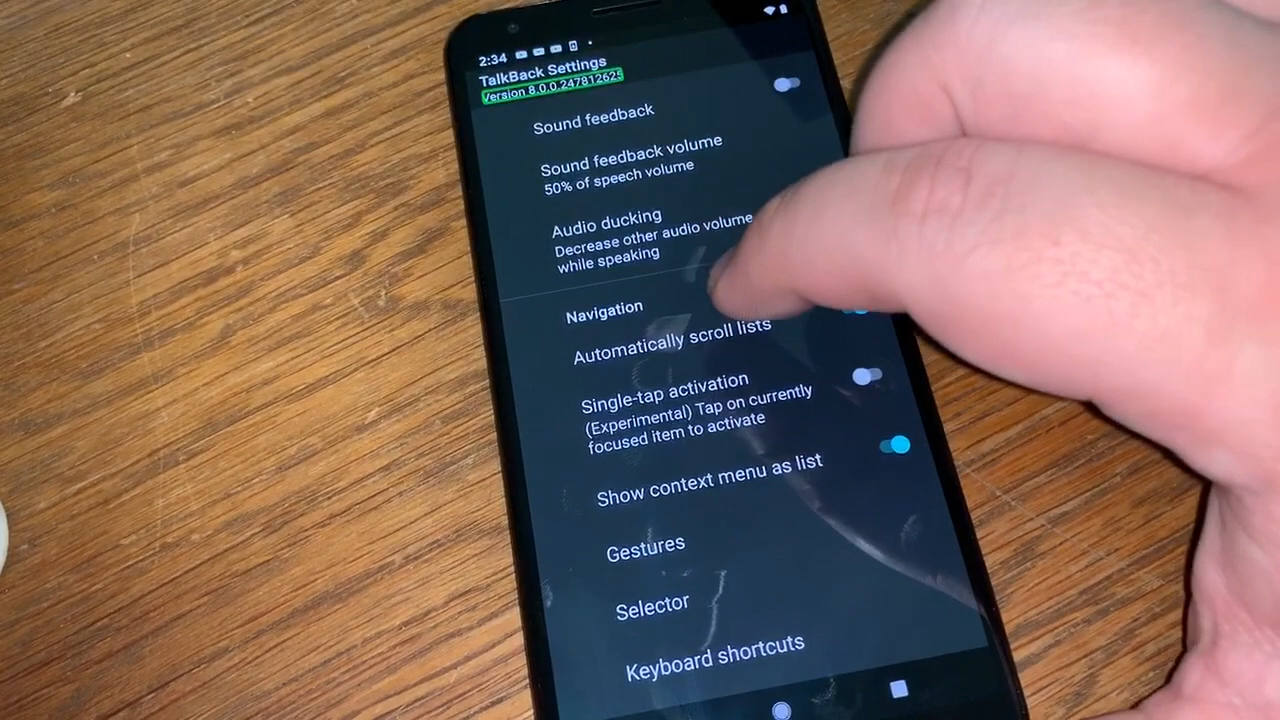 2:34
TalkBack Settings
Version 8.0.0.247812625
Sound feedback
Sound feedback volume
50% of speech volume
Audio ducking
Decrease other audio volume
while speaking
Navigation
Automatically scroll lists
Single-tap activation
(Experimental) Tap on currently
focused item to activate
Show context menu as list
Gestures
Selector
Keyboard shortcuts